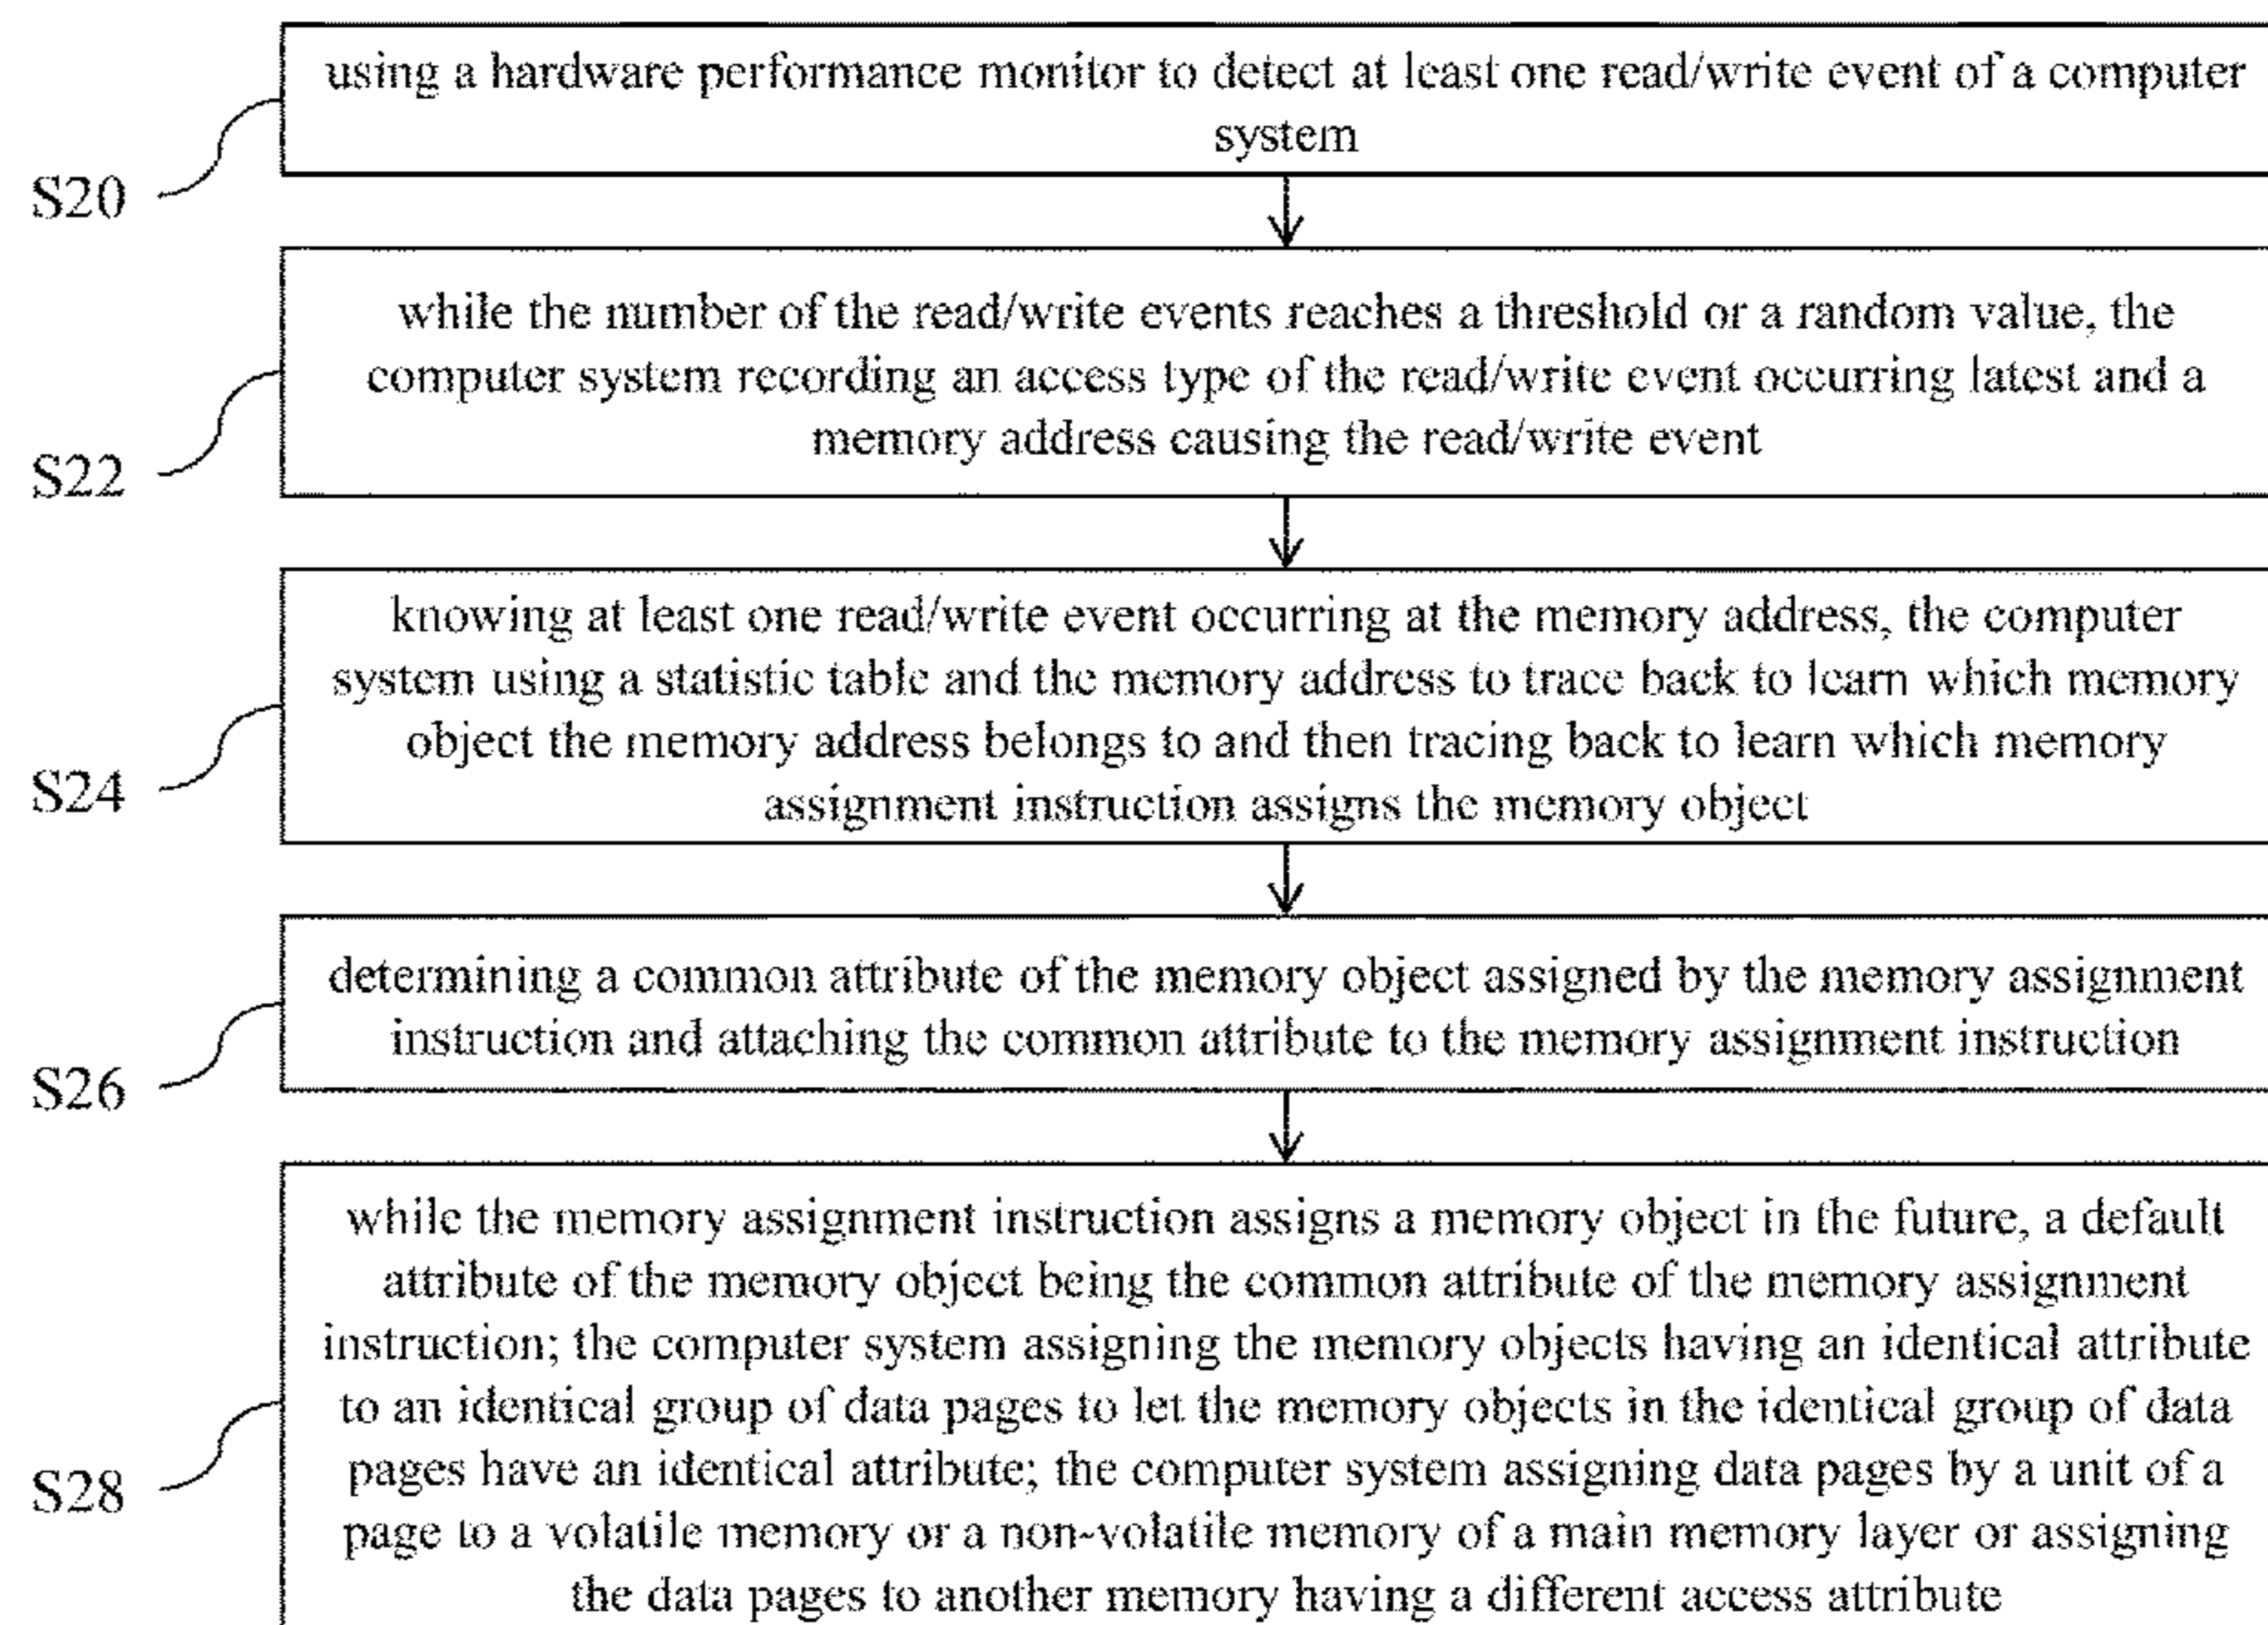 using a hardware performance monitor to detect at least one read/write event of a computer
system
S20
while the number of the read/write events reaches a threshold or a random value, the
computer system recording an access type of the read/write event occurring latest and a
memory address causing the read/write event
S22
knowing at least one read/write event occurring at the memory address, the computer
system using a statistic table and the memory address to trace back to learn which memory
object the memory address belongs to and then tracing back to learn which memory
assignment instruction assigns the memory object
S24
determining a common attribute of the memory object assigned by the memory assignment
instruction and attaching the common attribute to the memory assignment instruction
S26
while the memory assignment instruction assigns a memory object in the future, a default
attribute of the memory object being the common attribute of the memory assignment
instruction; the computer system assigning the memory objects having an identical attribute
to an identical group of data pages to let the memory objects in the identical group of data
pages have an identical attribute; the computer system assigning data pages by a unit of a
page to a volatile memory or a non-volatile memory of a main memory layer or assigning
the data pages to another memory having a different access attribute
S28